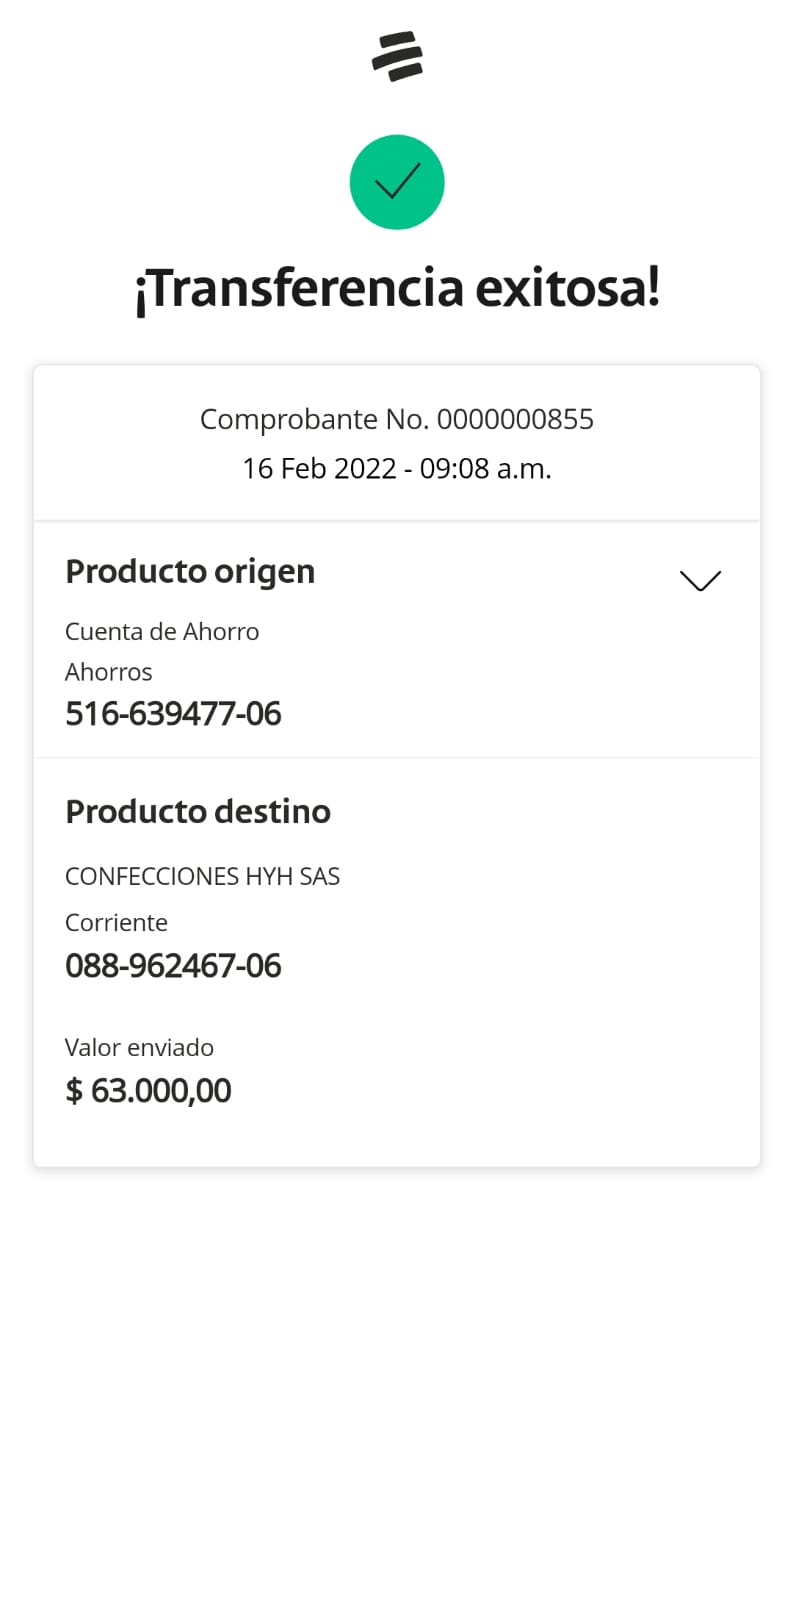 ¡Transferencia exitosa!
Comprobante No. 0000000855
16 Feb 2022 - 09:08 a.m.
Producto origen
Cuenta de Ahorro
Ahorros
516-639477-06
Producto destino
CONFECCIONES HYH SAS
Corriente
088-962467-06
Valor enviado
$ 63.000,00